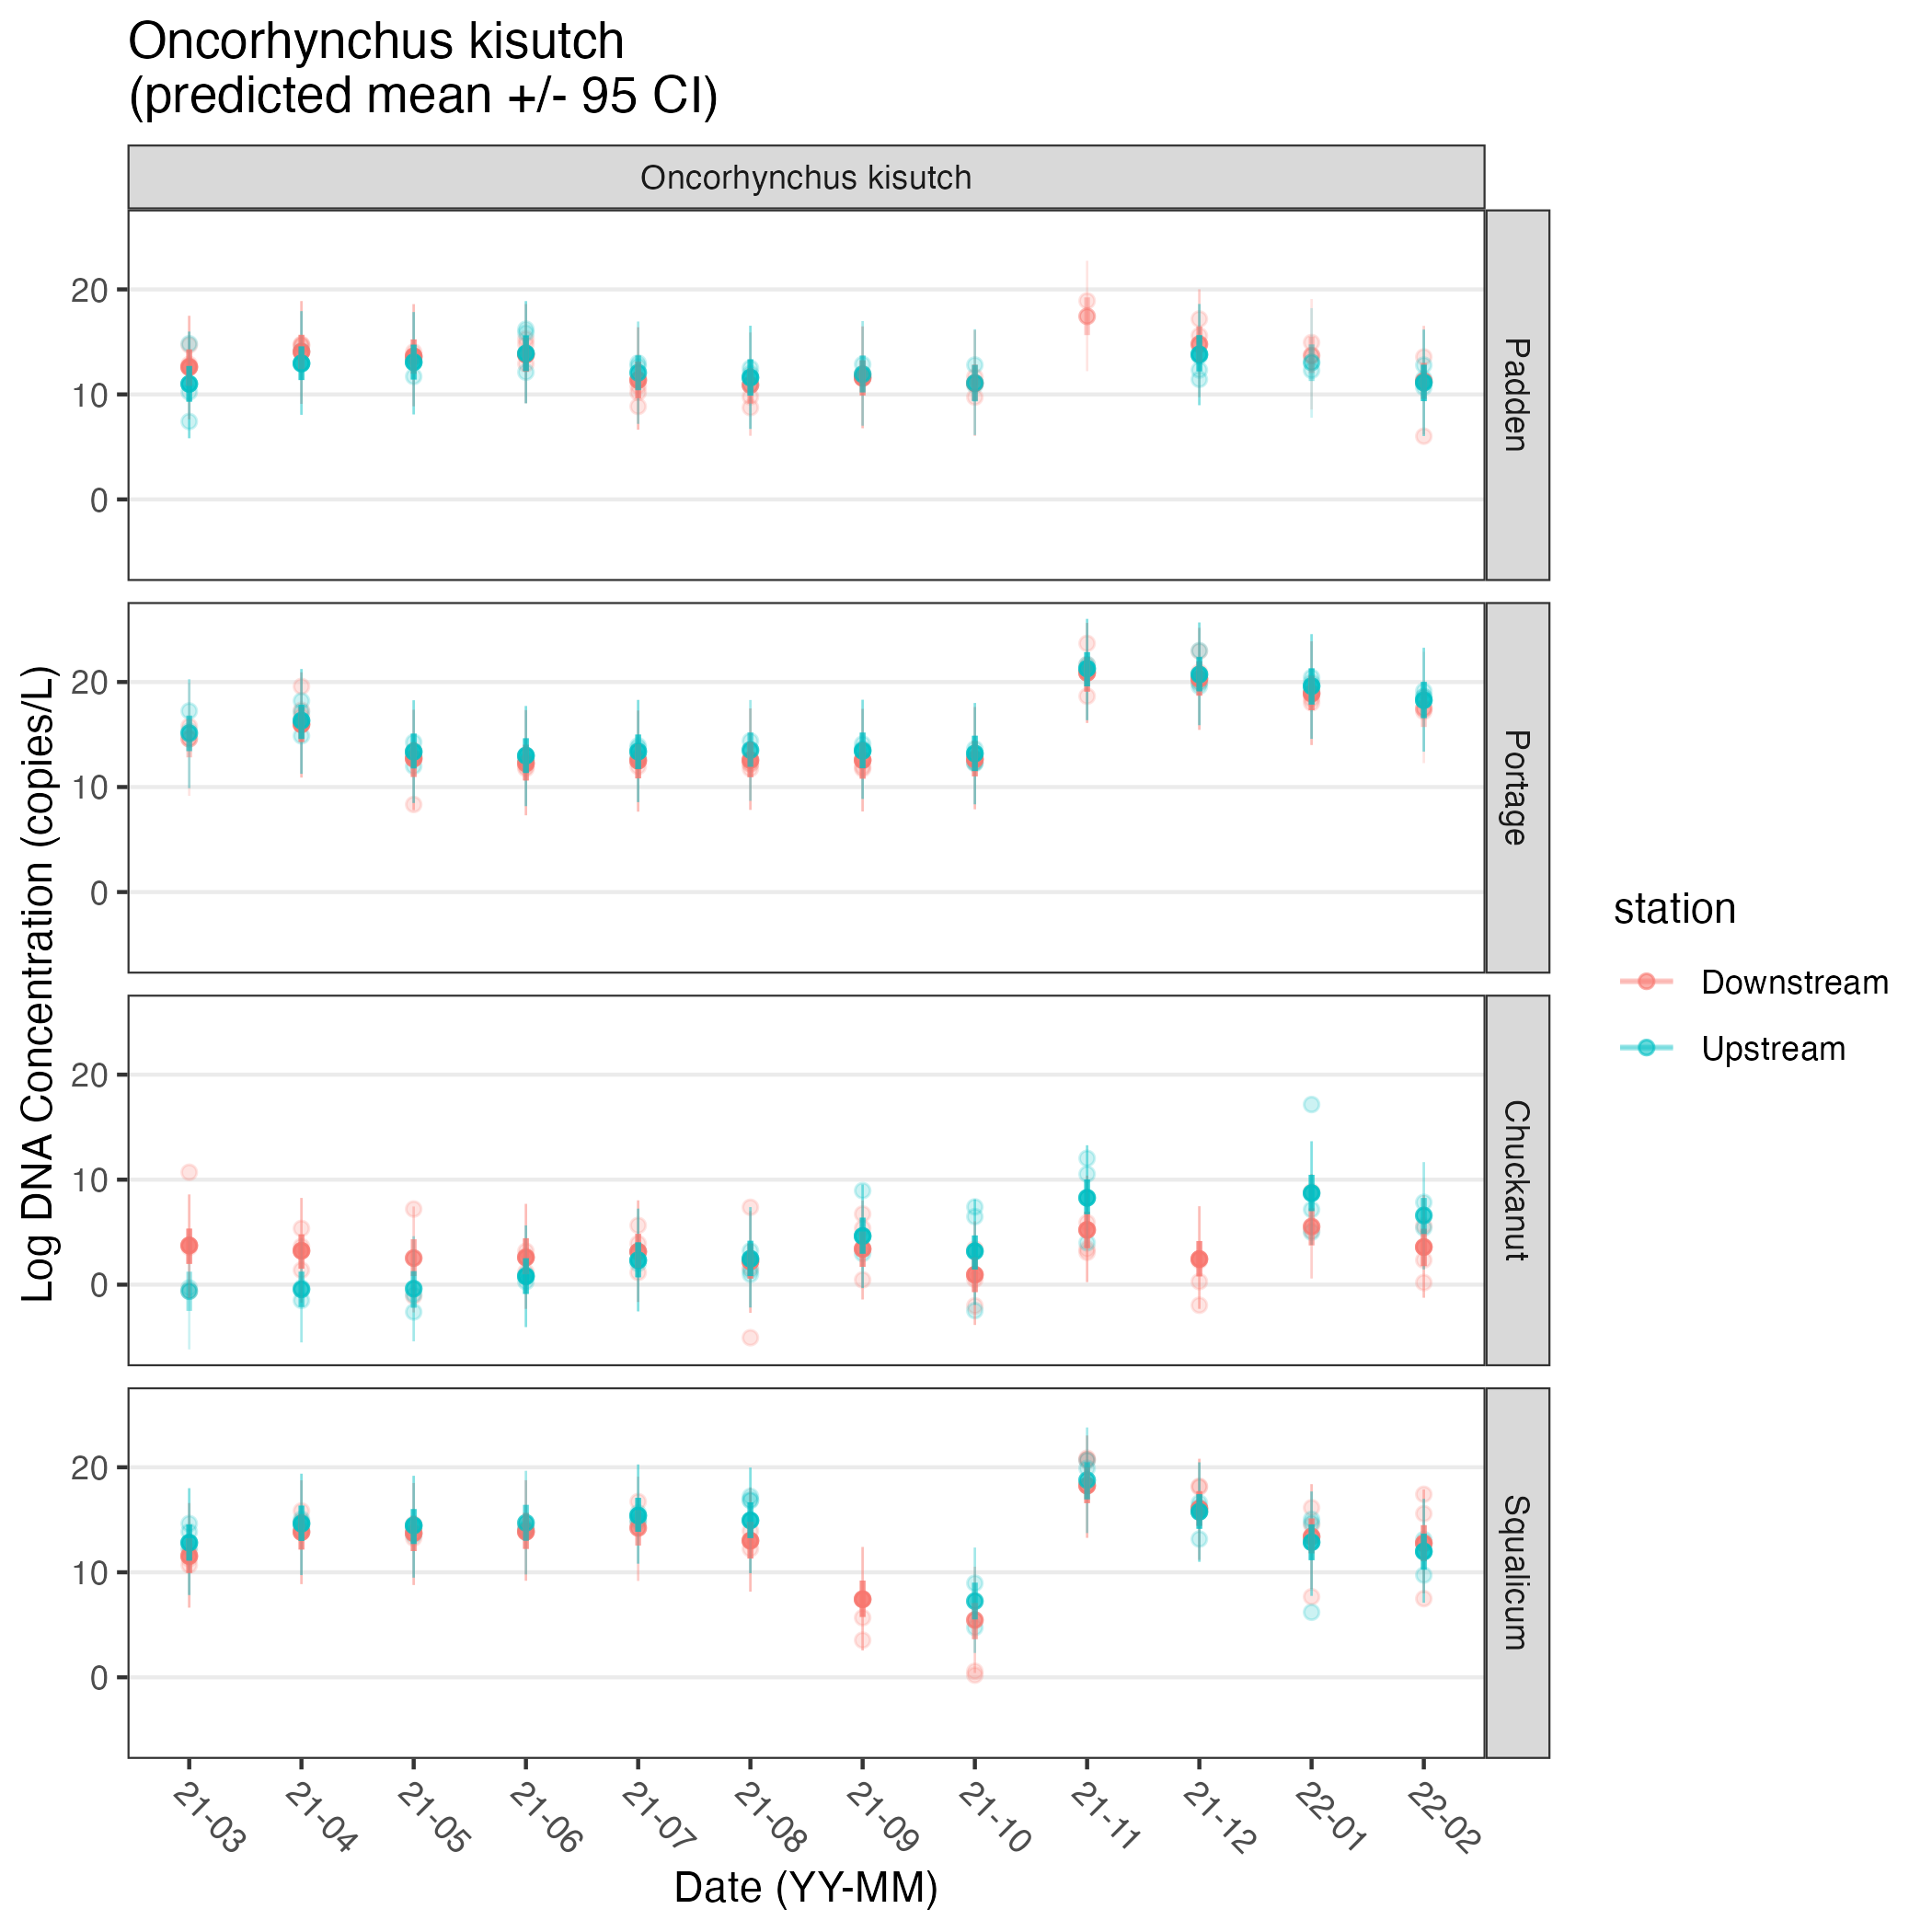 Oncorhynchus kisutch
(predicted mean +/- 95 CI)
Oncorhynchus kisutch
Log DNA Concentration (copies/L)
20
10
0
Padden
20
10
0
Portage
20
10
0
Chuckanut
20
10
0
Squalicum
station
Downstream
Upstream
21-03
21-04
21-05
21-06
21-07
21-08
21-09
21-10
21-11
21-12
22-01
22-02
Date (YY-MM)